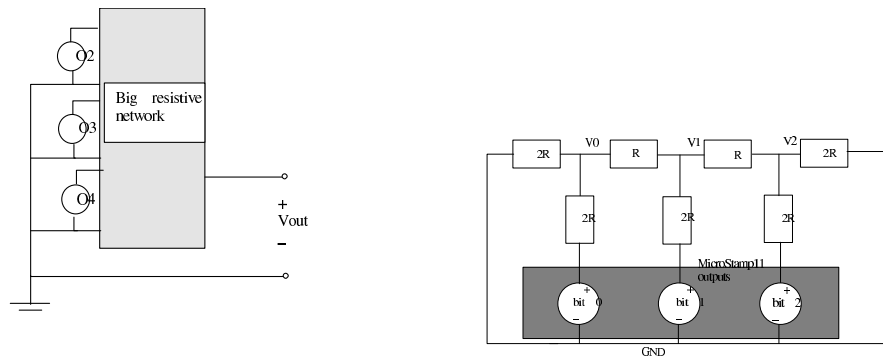 O2
Big resistive
network
O3
O4
+
Vout
–
2R
V0
R
V1
R
V2
2R
2R
2R
2R
MicroStamp11
outputs
+
bit 0
–
+
bit 1
–
+
bit 2
–
GND